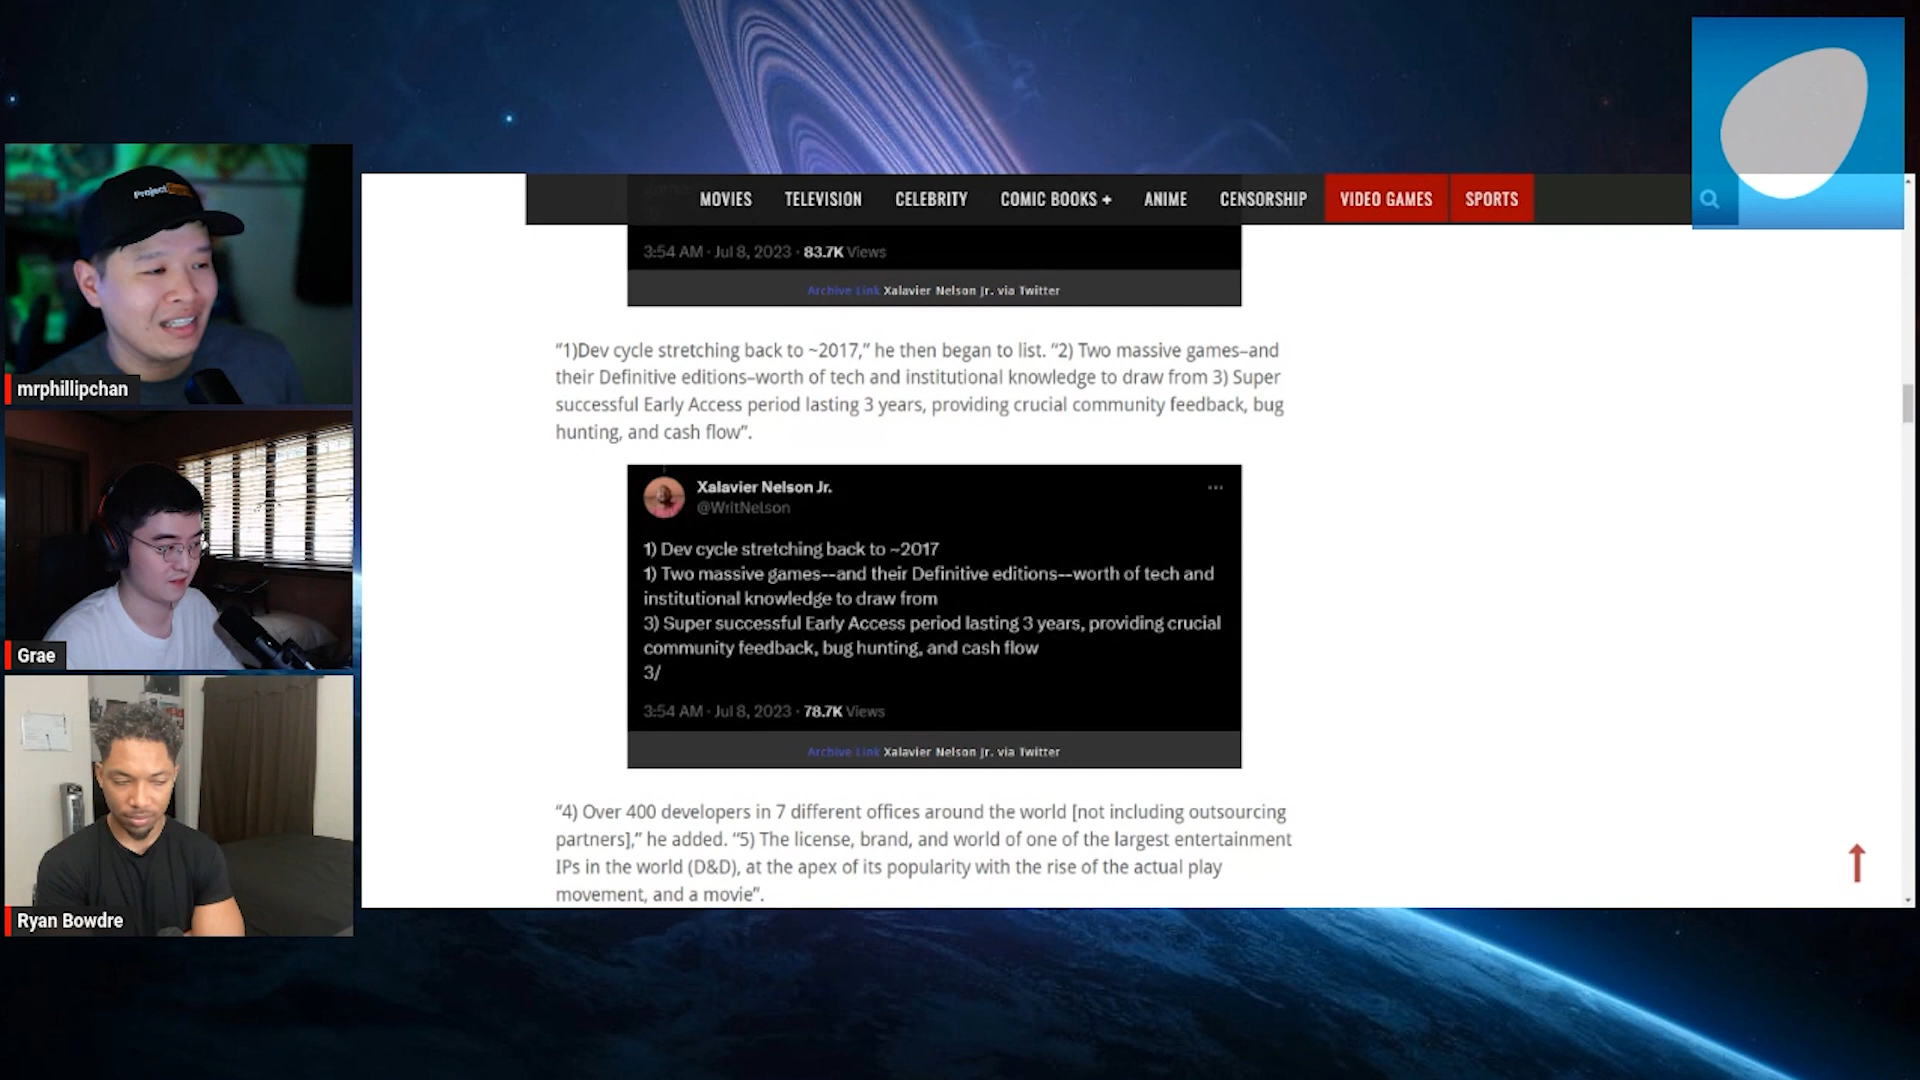 MOVIES TELEVISION CELEBRITY COMIC BOOKS + ANIME CENSORSHIP VIDEO GAMES SPORTS
3:54 AM · Jul 8, 2023 · 83.7K Views
Archive Link Xalavier Nelson Jr. via Twitter
“1)Dev cycle stretching back to ~2017,” he then began to list. “2) Two massive games–and
their Definitive editions–worth of tech and institutional knowledge to draw from 3) Super
successful Early Access period lasting 3 years, providing crucial community feedback, bug
hunting, and cash flow”.
Xalavier Nelson Jr.
@WritNelson
1) Dev cycle stretching back to ~2017
1) Two massive games--and their Definitive editions--worth of tech and
institutional knowledge to draw from
3) Super successful Early Access period lasting 3 years, providing crucial
community feedback, bug hunting, and cash flow
3/
3:54 AM · Jul 8, 2023 · 78.7K Views
Archive Link Xalavier Nelson Jr. via Twitter
“4) Over 400 developers in 7 different offices around the world [not including outsourcing
partners],” he added. “5) The license, brand, and world of one of the largest entertainment
IPs in the world (D&D), at the apex of its popularity with the rise of the actual play
movement, and a movie”.
Project
mrphillipchan
Grae
Ryan Bowdre